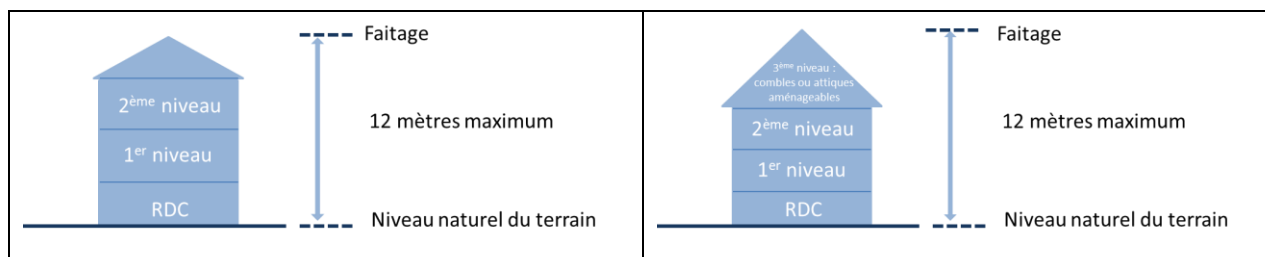 Faitage
2ème niveau
12 mètres maximum
1er niveau
RDC
Niveau naturel du terrain
Faitage
3ème niveau :
combles ou attiques
aménageables
2ème niveau
12 mètres maximum
1er niveau
RDC
Niveau naturel du terrain